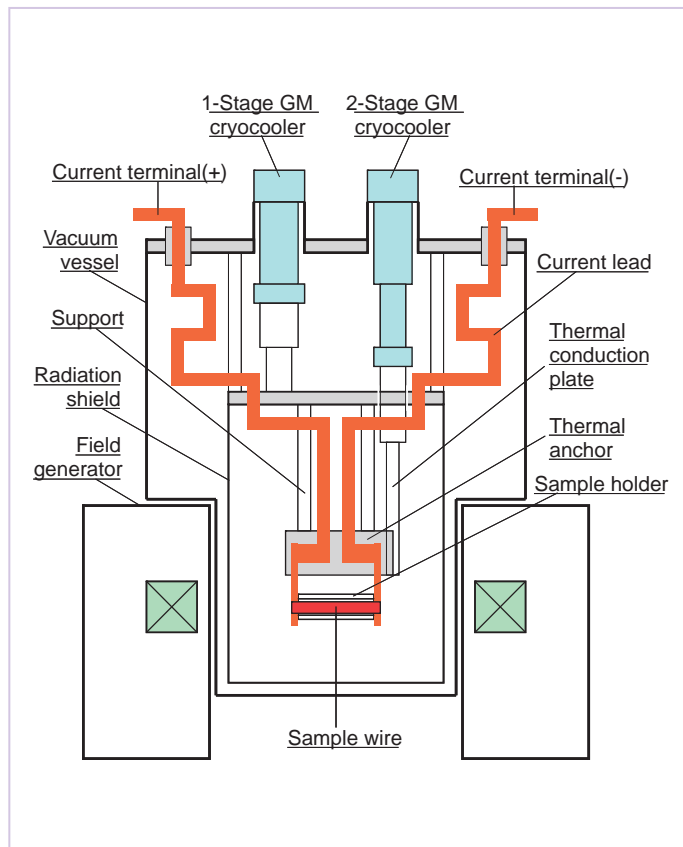 1-Stage GM
cryocooler
2-Stage GM
cryocooler
Current terminal(+)
Current terminal(-)
Vacuum
vessel
Current lead
Support
Thermal
conduction
plate
Radiation
shield
Thermal
anchor
Field
generator
Sample holder
Sample wire